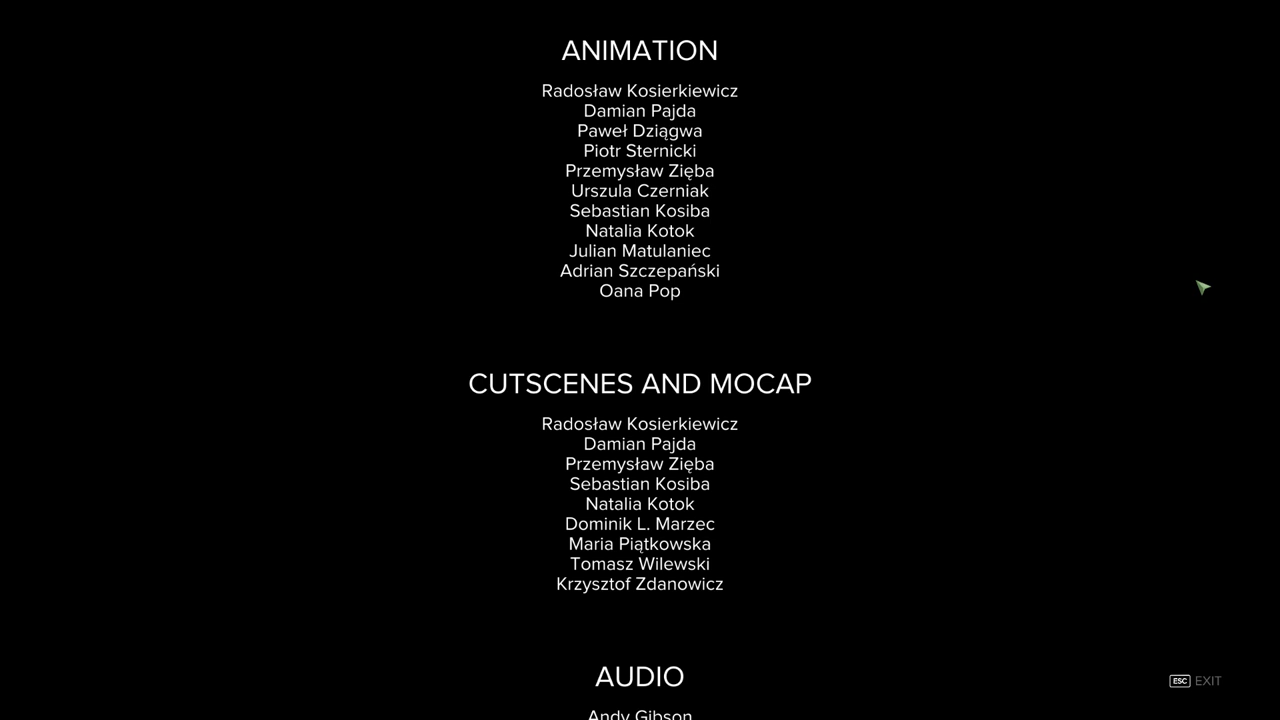 ANIMATION
Radosław Kosierkiewicz
Damian Pajda
Paweł Dziągwa
Piotr Sternicki
Przemysław Zięba
Urszula Czerniak
Sebastian Kosiba
Natalia Kotok
Julian Matulaniec
Adrian Szczepański
Oana Pop
CUTSCENES AND MOCAP
Radosław Kosierkiewicz
Damian Pajda
Przemysław Zięba
Sebastian Kosiba
Natalia Kotok
Dominik L. Marzec
Maria Piątkowska
Tomasz Wilewski
Krzysztof Zdanowicz
AUDIO
ESC EXIT
Andy Gibson